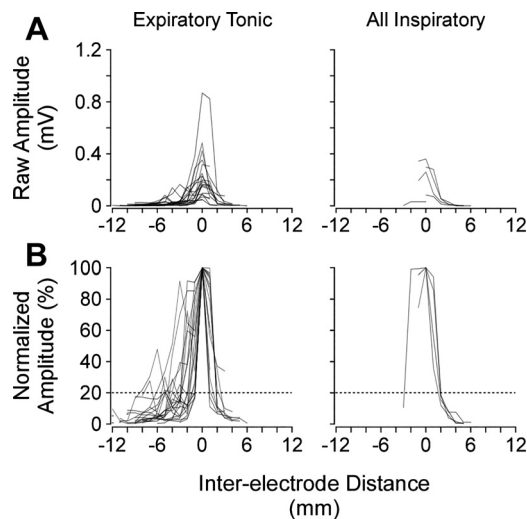 A
Expiratory Tonic
All Inspiratory
Raw Amplitude
(mV)
1.2
0.8
0.4
0
-12 -6 0 6 12
-12 -6 0 6 12
B
Normalized
Amplitude (%)
100
80
60
40
20
0
-12 -6 0 6 12
-12 -6 0 6 12
Inter-electrode Distance
(mm)